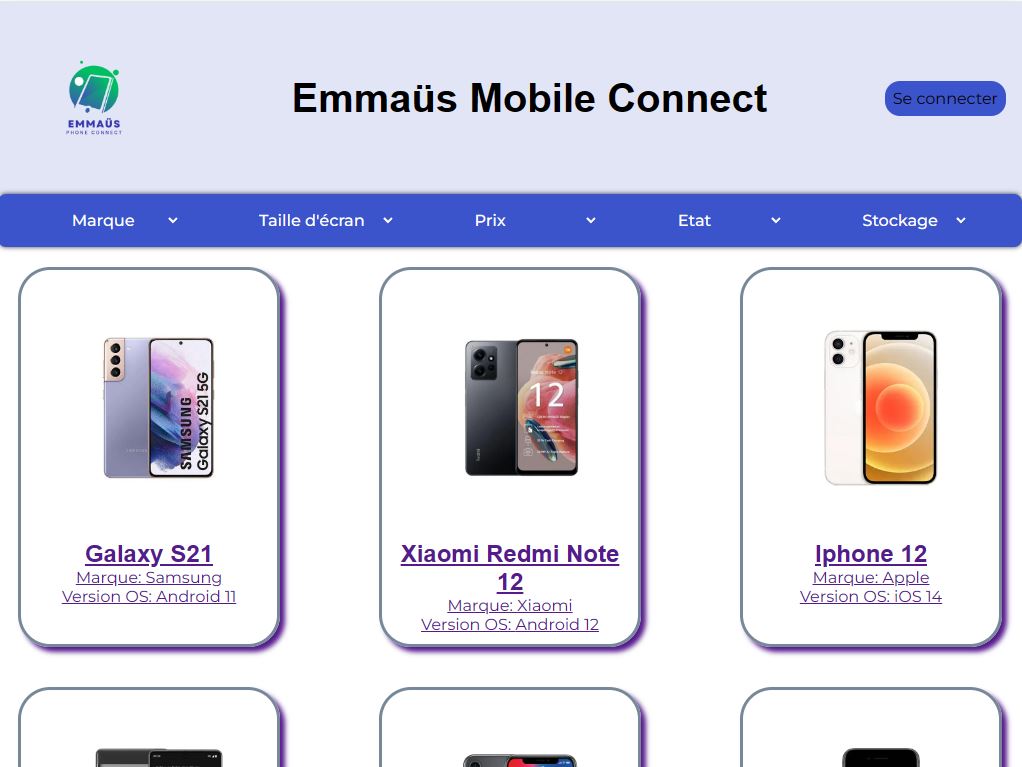 EMMAÜS
PHONE CONNECT
Emmaüs Mobile Connect
Se connecter
Marque
Taille d'écran
Prix
Etat
Stockage
SAMSUNG
Galaxy S21 5G
12
Galaxy S21
Marque: Samsung
Version OS: Android 11
Xiaomi Redmi Note
12
Marque: Xiaomi
Version OS: Android 12
Iphone 12
Marque: Apple
Version OS: iOS 14